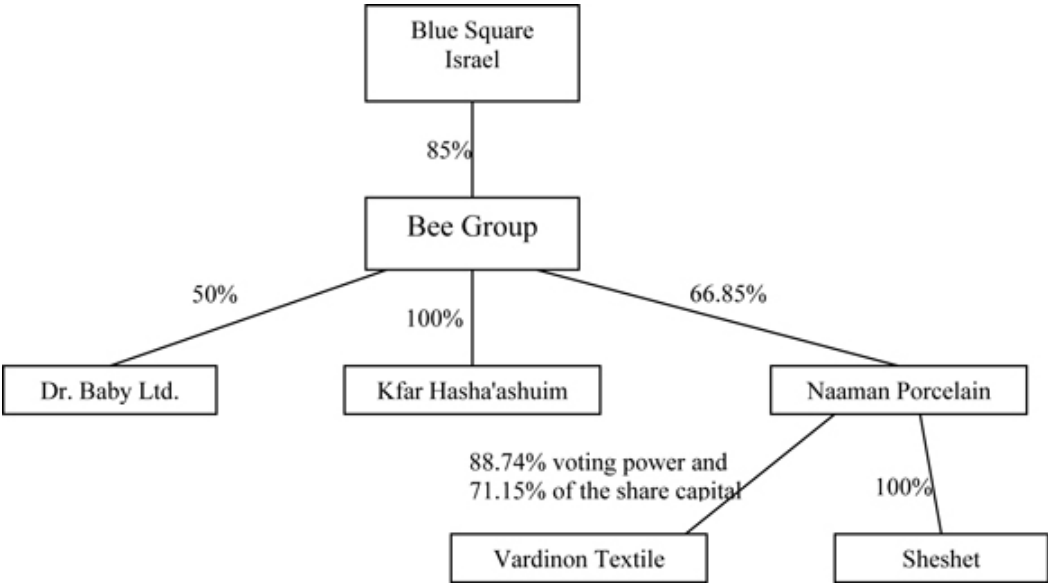 Blue Square
Israel
85%
Bee Group
50%
100%
66.85%
Dr. Baby Ltd.
Kfar Hasha'ashuim
Naaman Porcelain
88.74% voting power and
71.15% of the share capital
100%
Vardinon Textile
Sheshet